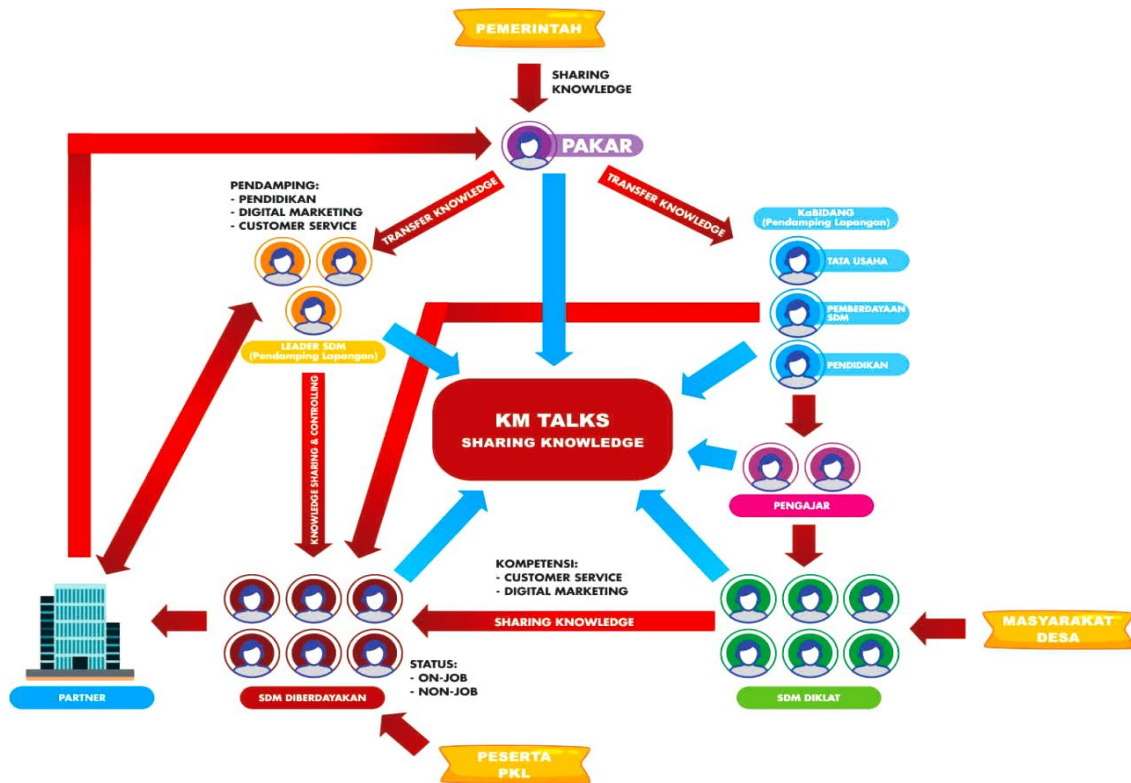 PEMERINTAH
SHARING
KNOWLEDGE
PAKAR
PENDAMPING:
- PENDIDIKAN
- DIGITAL MARKETING
- CUSTOMER SERVICE
TRANSFER KNOWLEDGE
TRANSFER KNOWLEDGE
KaBIDANG
(Pendamping Lapangan)
TATA USAHA
PEMBERDAYAAN
SDM
PENDIDIKAN
LEADER SDM
(Pendamping Lapangan)
KM TALKS
SHARING KNOWLEDGE
KNOWLEDGE SHARING & CONTROLLING
PENGAJAR
KOMPETENSI:
- CUSTOMER SERVICE
- DIGITAL MARKETING
SHARING KNOWLEDGE
MASYARAKAT
DESA
STATUS:
- ON-JOB
- NON-JOB
PARTNER
SDM DIBERDAYAKAN
SDM DIKLAT
PESERTA
PKL